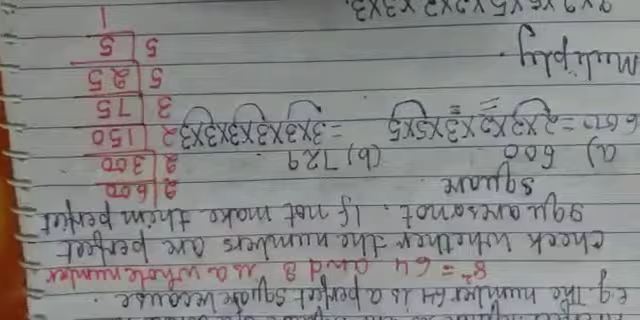 e.g. The number 64 is a perfect square because
8² = 64 and 8 is a whole number
Check whether the numbers are perfect
squares or not. If not make them perfect
square
a) 600 (b) 729
600 = 2×2×2×3×5×5 = 3×3×3×3×3×3
Multiply.
2×2×2×3×3
2 | 600
2 | 300
2 | 150
3 | 75
5 | 25
5 | 5
1